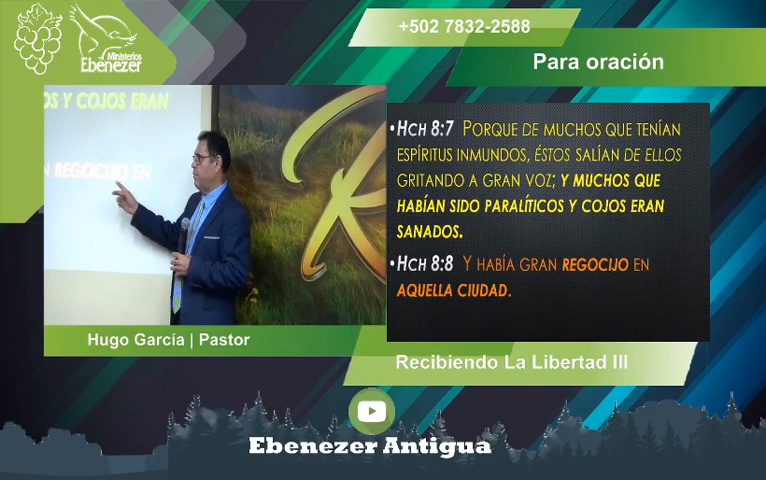 +502 7832-2588
Para oración
Ministerios
Ebenezer
OS Y COJOS ERAN
N REGOCIJO EN
R
•HCH 8:7 PORQUE DE MUCHOS QUE TENÍAN
ESPÍRITUS INMUNDOS, ÉSTOS SALÍAN DE ELLOS
GRITANDO A GRAN VOZ; Y MUCHOS QUE
HABÍAN SIDO PARALÍTICOS Y COJOS ERAN
SANADOS.
•HCH 8:8 Y HABÍA GRAN REGOCIJO EN
AQUELLA CIUDAD.
Hugo García | Pastor
Recibiendo La Libertad III
Ebenezer Antigua